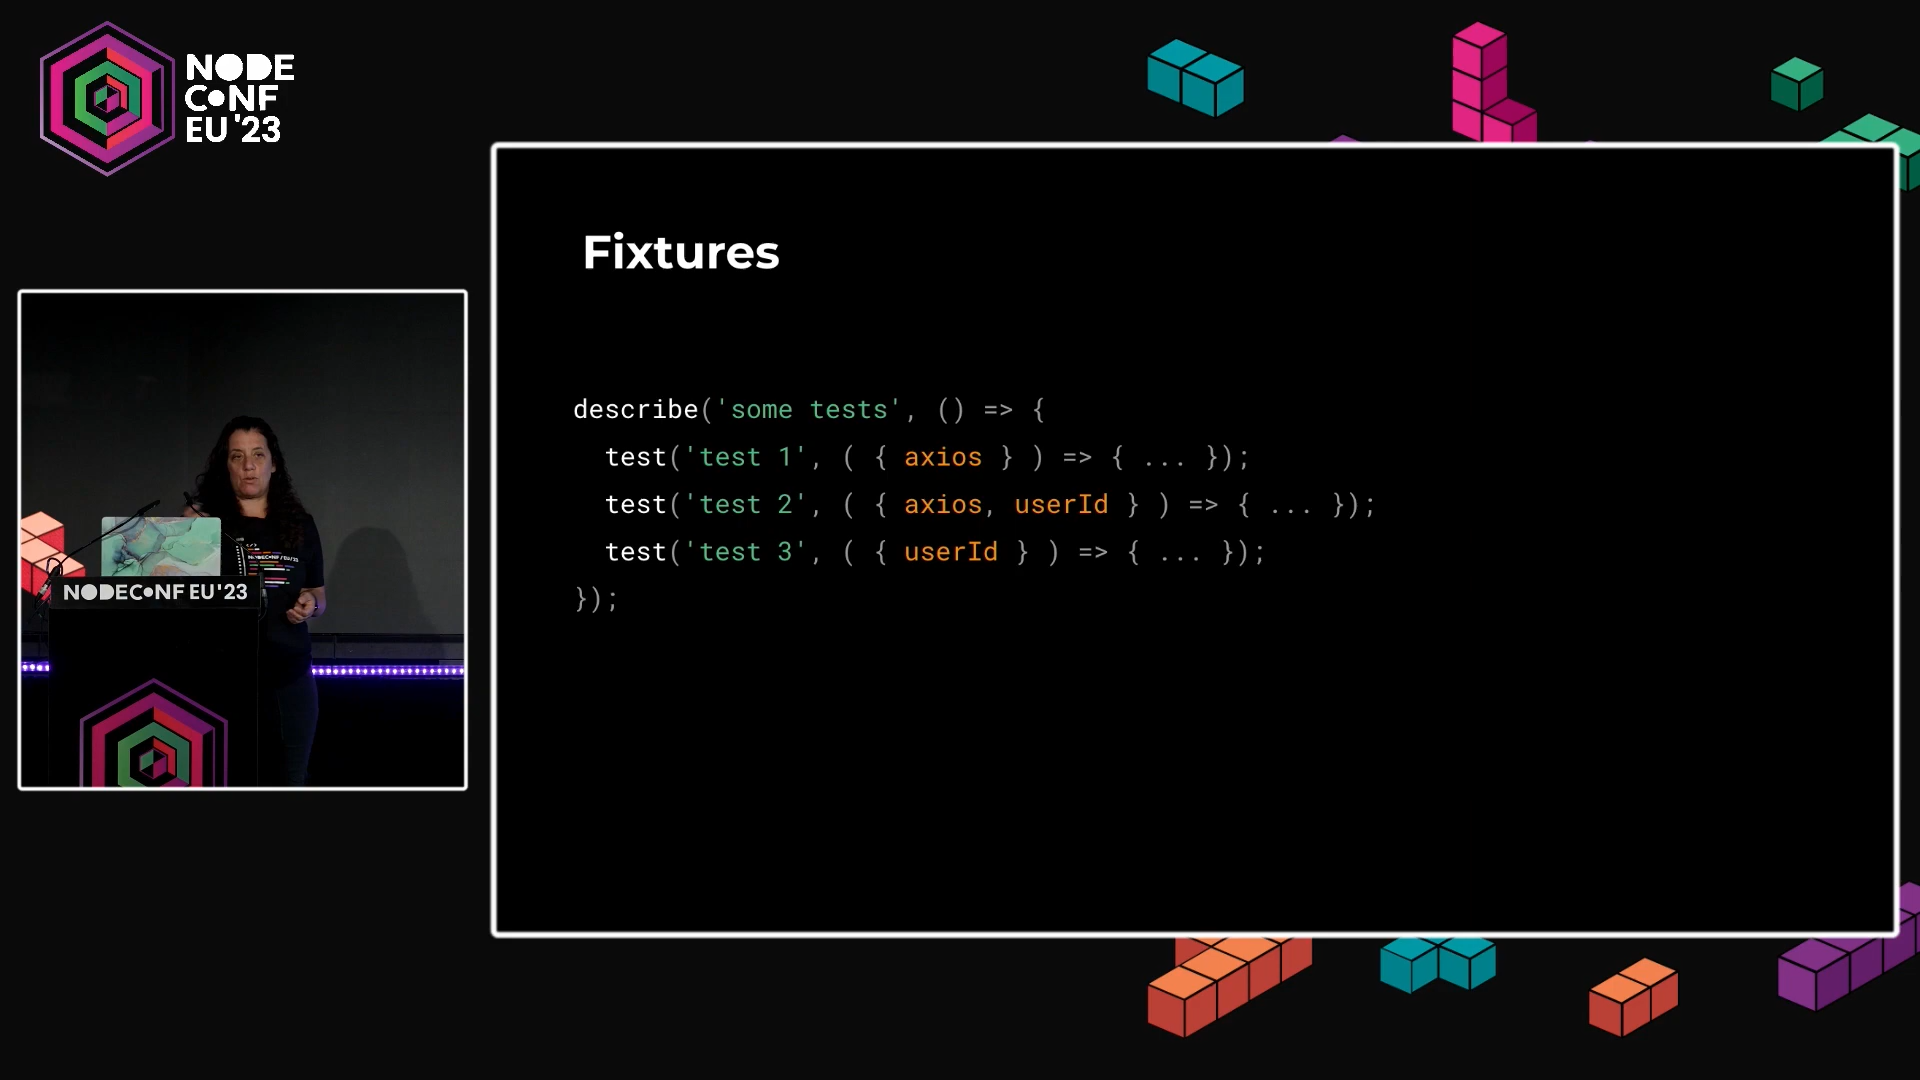 NODE
CONF
EU '23
Fixtures
describe('some tests', () => {
test('test 1', ( { axios } ) => { ... });
test('test 2', ( { axios, userId } ) => { ... });
test('test 3', ( { userId } ) => { ... });
});
NODECONF EU '23